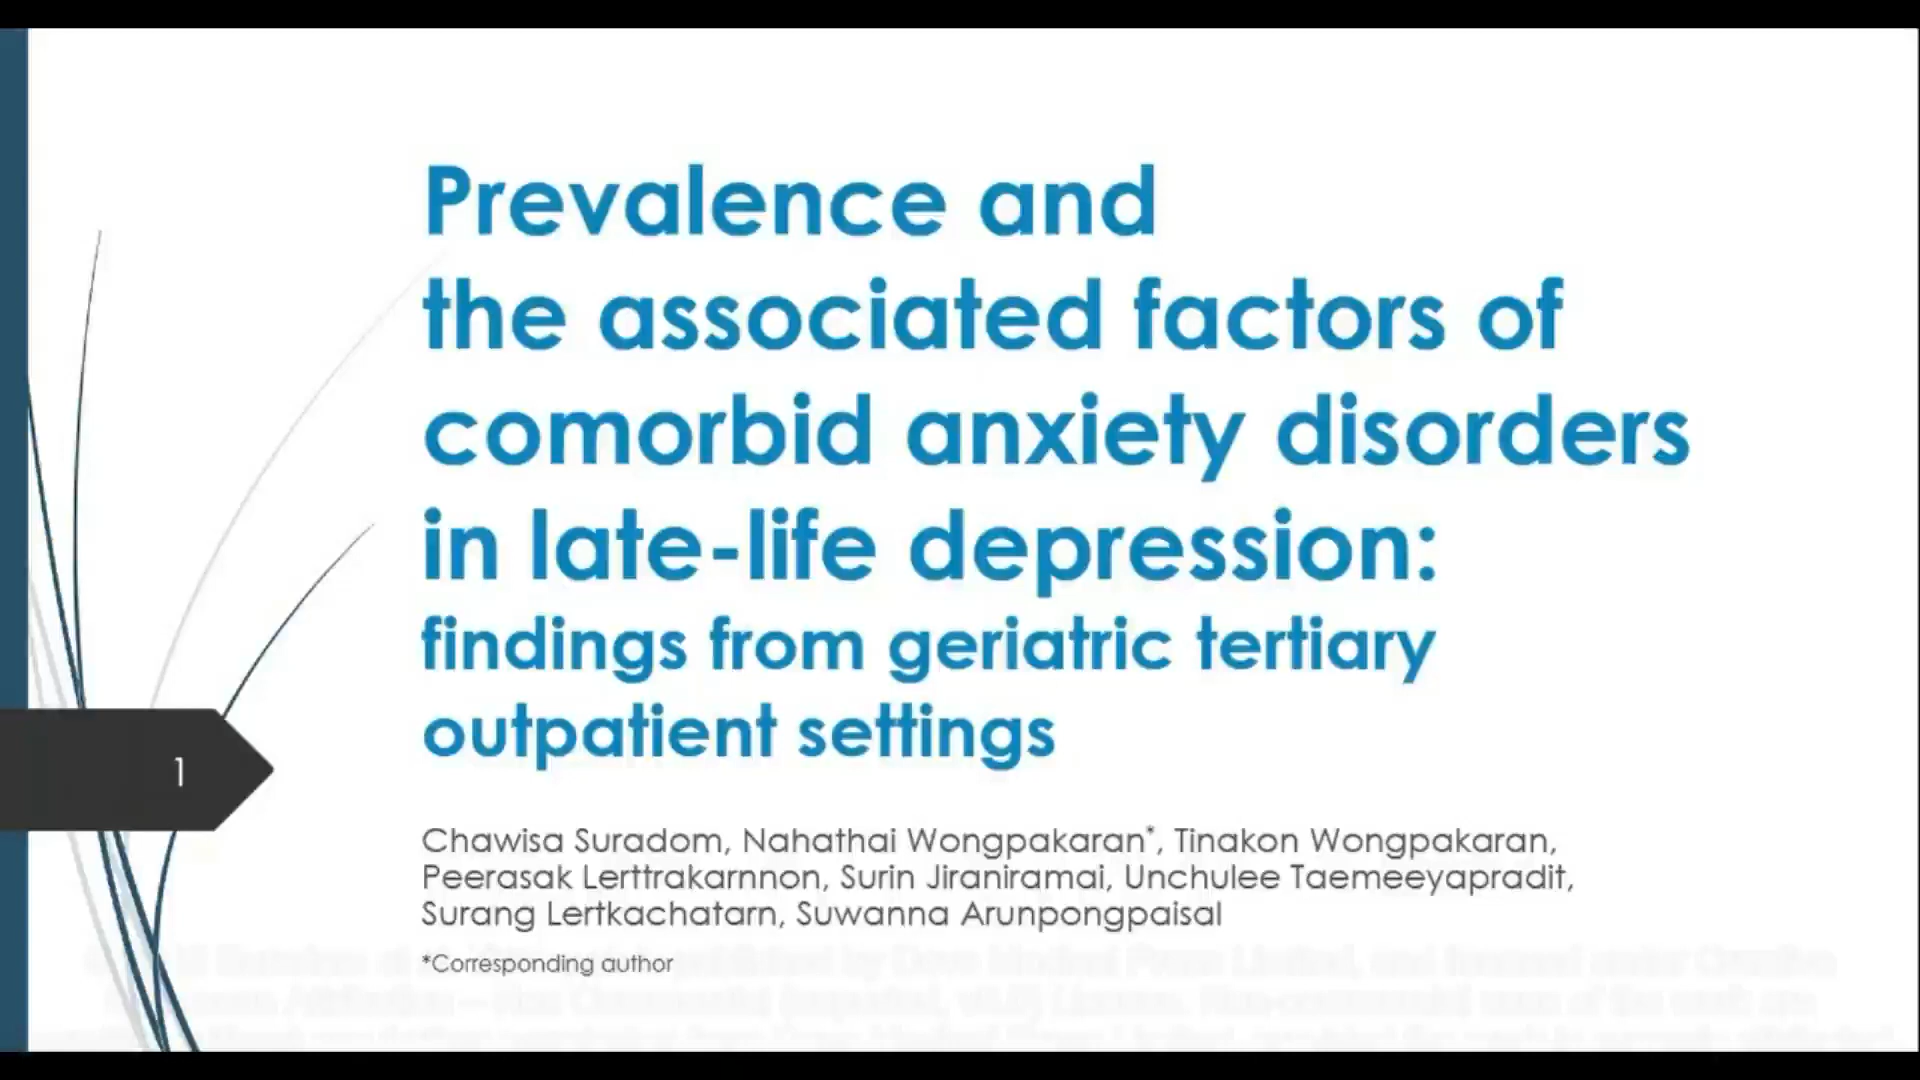 Prevalence and
the associated factors of
comorbid anxiety disorders
in late-life depression:
findings from geriatric tertiary
outpatient settings
1
Chawisa Suradom, Nahathai Wongpakaran*, Tinakon Wongpakaran,
Peerasak Lerttrakarnnon, Surin Jiraniramai, Unchulee Taemeeyapradit,
Surang Lertkachatarn, Suwanna Arunpongpaisal
*Corresponding author